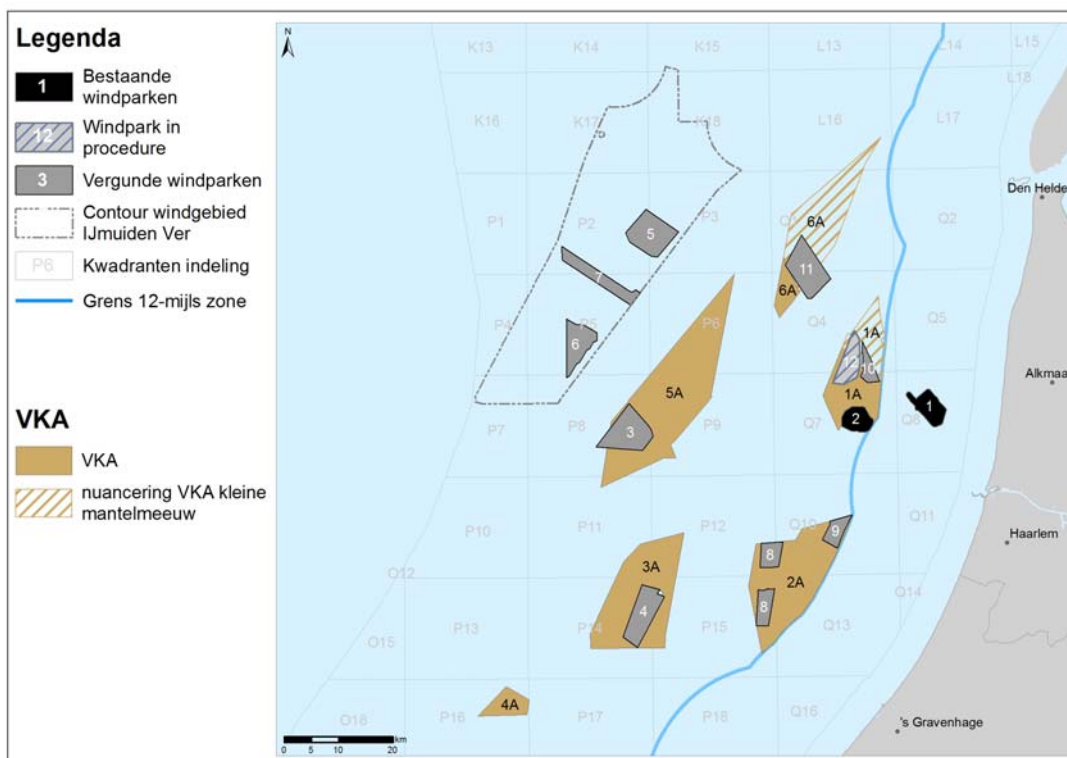 Legenda
1
Bestaande
windparken
12
Windpark in
procedure
3
Vergunde windparken
Contour windgebied
IJmuiden Ver
P6
Kwadranten indeling
Grens 12-mijls zone
VKA
VKA
nuancering VKA kleine
mantelmeeuw
N
K13
K14
K15
L13
L14
L15
L18
K16
K17
K18
L16
L17
Den Helde
P1
P2
P3
Q2
6A
5
11
7
6A
P4
P5
P6
Q4
Q5
6
1A
12
10
Alkmaa
5A
1A
1
2
P7
P8
P9
Q7
Q8
3
P10
P11
P12
Q10
Q11
9
Haarlem
8
O12
3A
2A
Q14
4
8
P13
P14
P15
Q13
O15
4A
O18
P16
P17
P18
Q16
's Gravenhage
km
0 5 10 20